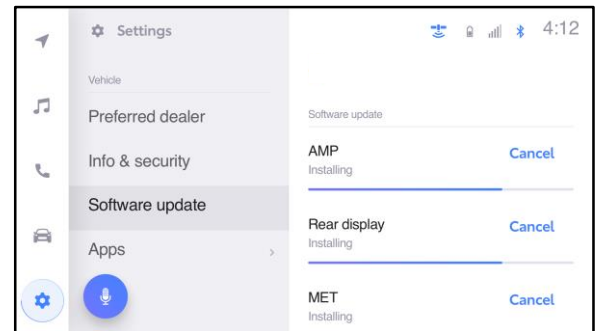 Settings
4:12
Vehicle
Preferred dealer
Info & security
Software update
Apps
Software update
AMP
Cancel
Installing
Rear display
Cancel
Installing
MET
Cancel
Installing